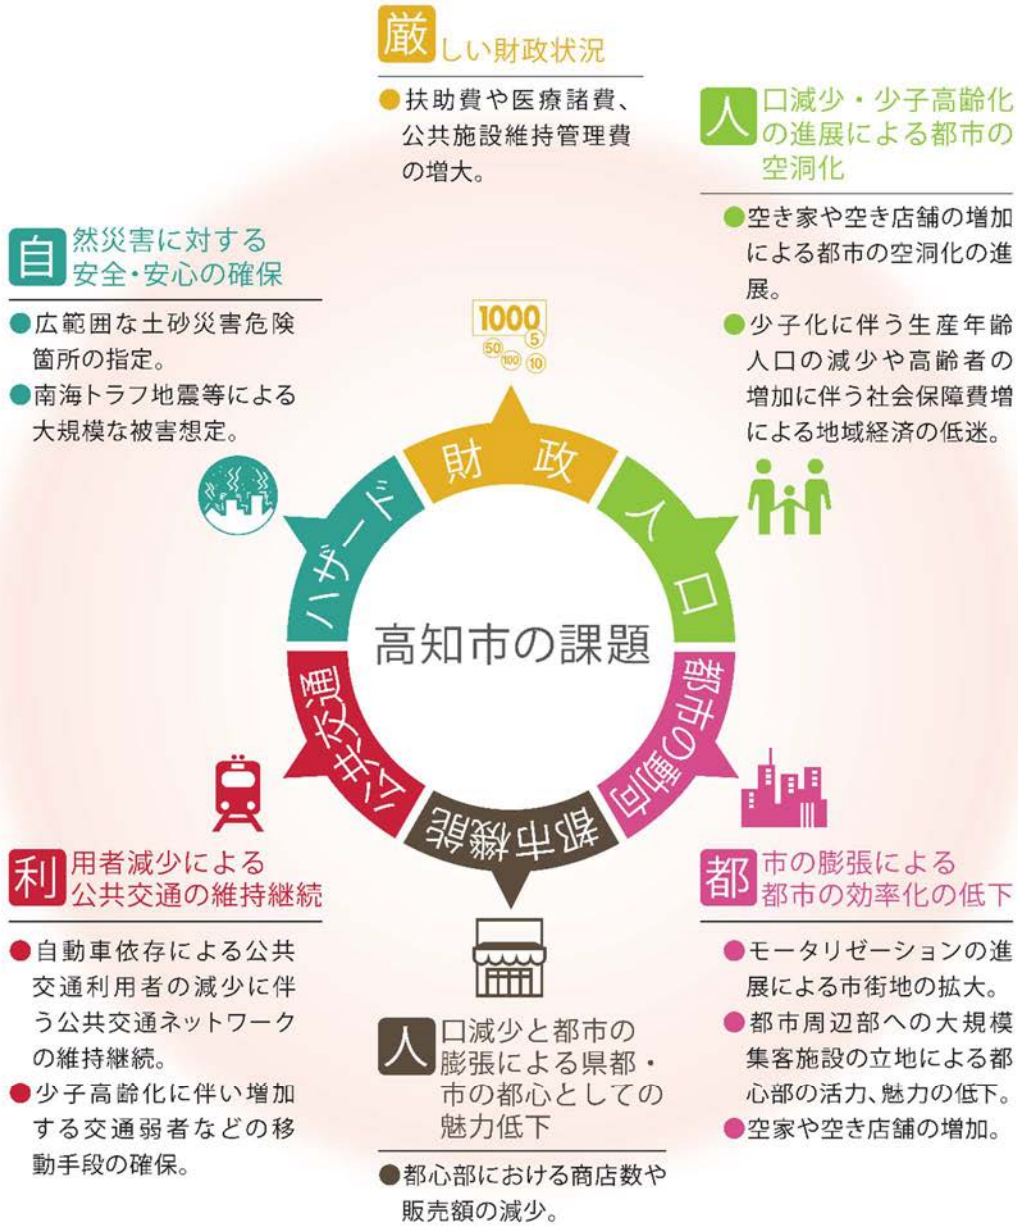 厳しい財政状況
●扶助費や医療諸費、
公共施設維持管理費
の増大。
人口減少・少子高齢化
の進展による都市の
空洞化
●空き家や空き店舗の増加
による都市の空洞化の進
展。
●少子化に伴う生産年齢
人口の減少や高齢者の
増加に伴う社会保障費増
による地域経済の低迷。
自然災害に対する
安全・安心の確保
●広範囲な土砂災害危険
箇所の指定。
●南海トラフ地震等による
大規模な被害想定。
1000
5
50
100
10
財政
人口
都市の動向
都市機能
公共交通
ハザード
高知市の課題
利用者減少による
公共交通の維持継続
●自動車依存による公共
交通利用者の減少に伴
う公共交通ネットワーク
の維持継続。
●少子高齢化に伴い増加
する交通弱者などの移
動手段の確保。
人口減少と都市の
膨張による県都・
市の都心としての
魅力低下
●都心部における商店数や
販売額の減少。
都市の膨張による
都市の効率化の低下
●モータリゼーションの進
展による市街地の拡大。
●都市周辺部への大規模
集客施設の立地による都
心部の活力、魅力の低下。
●空家や空き店舗の増加。